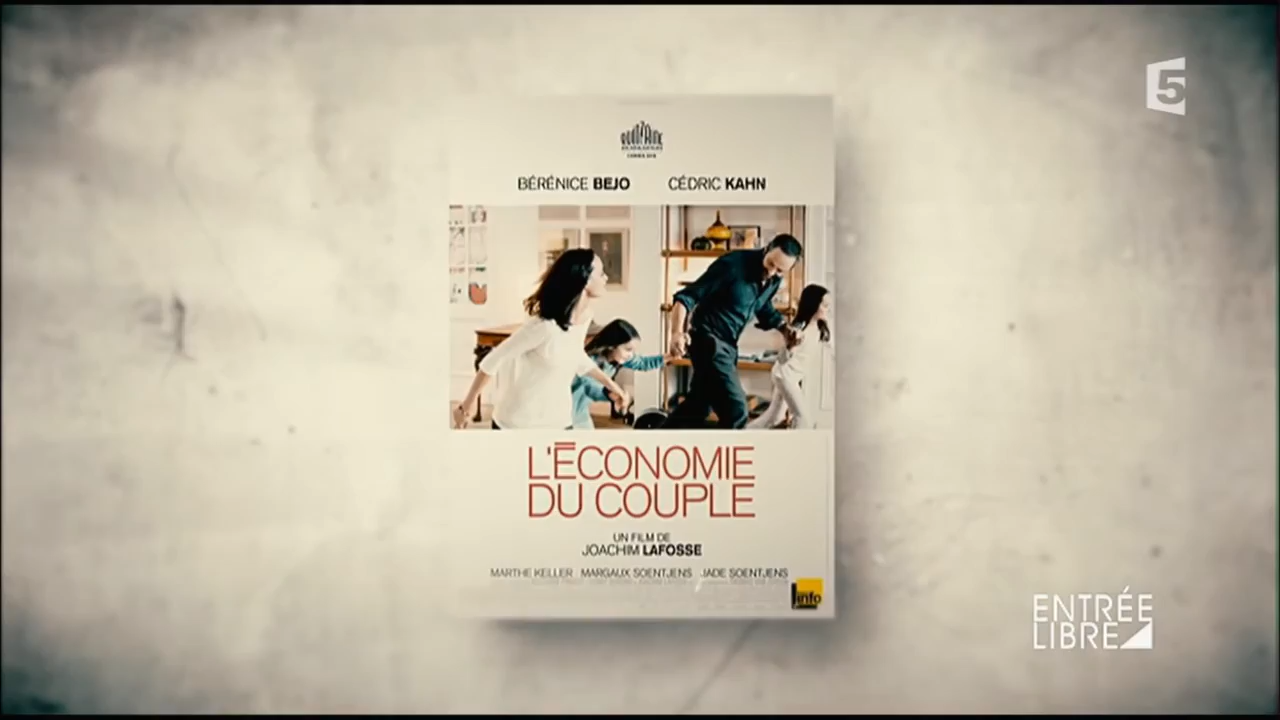 5
QUINZAINE
BÉRÉNICE BEJO CÉDRIC KAHN
L'ÉCONOMIE
DU COUPLE
UN FILM DE
JOACHIM LAFOSSE
MARTHE KELLER MARGAUX SOENTJENS JADE SOENTJENS
info
ENTRÉE
LIBRE